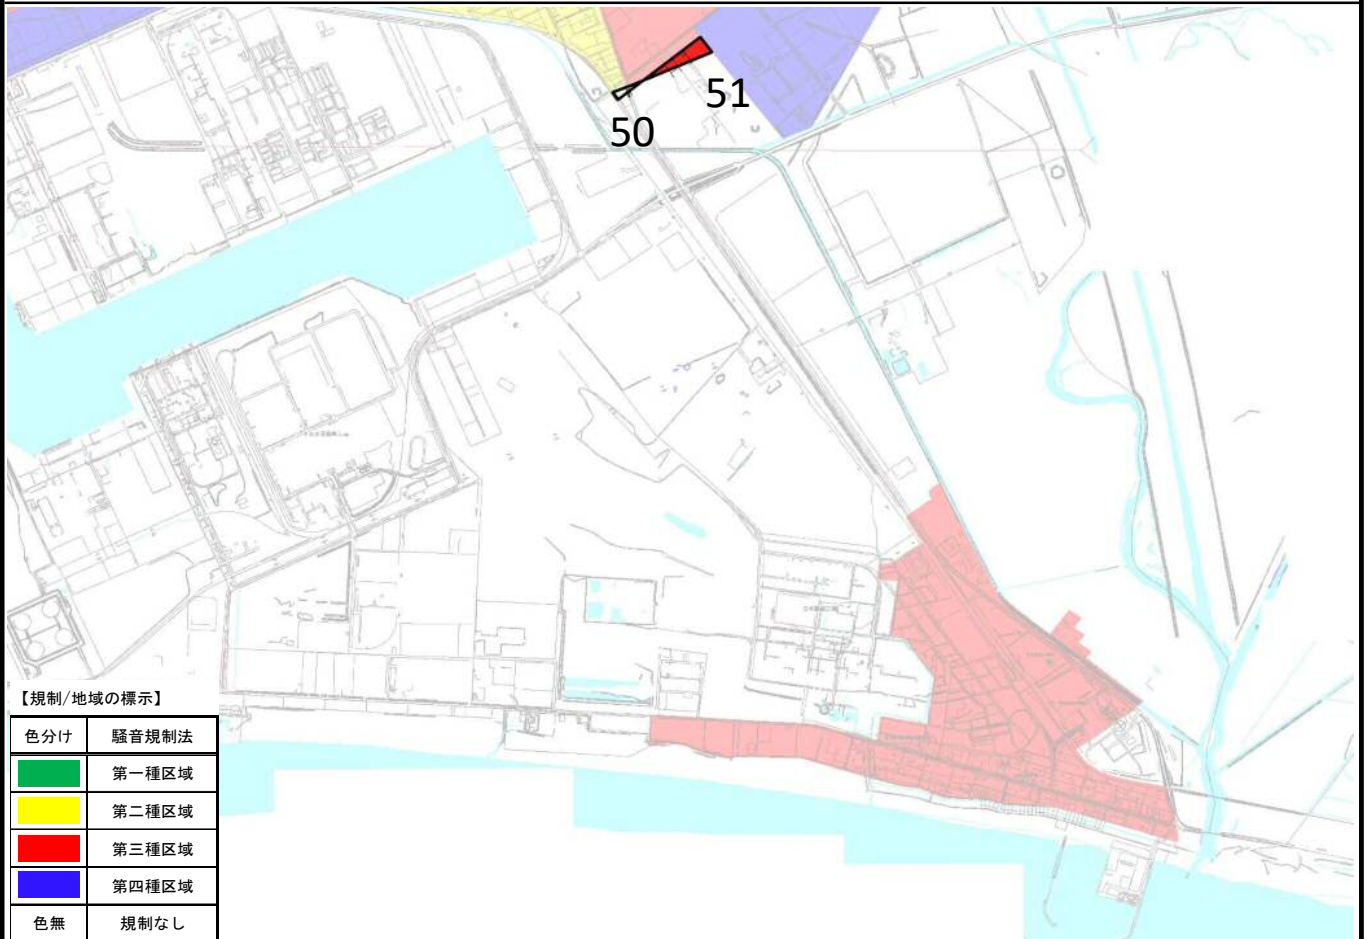 51
50
【規制/地域の標示】
色分け 騒音規制法
第一種区域
第二種区域
第三種区域
第四種区域
色無 規制なし